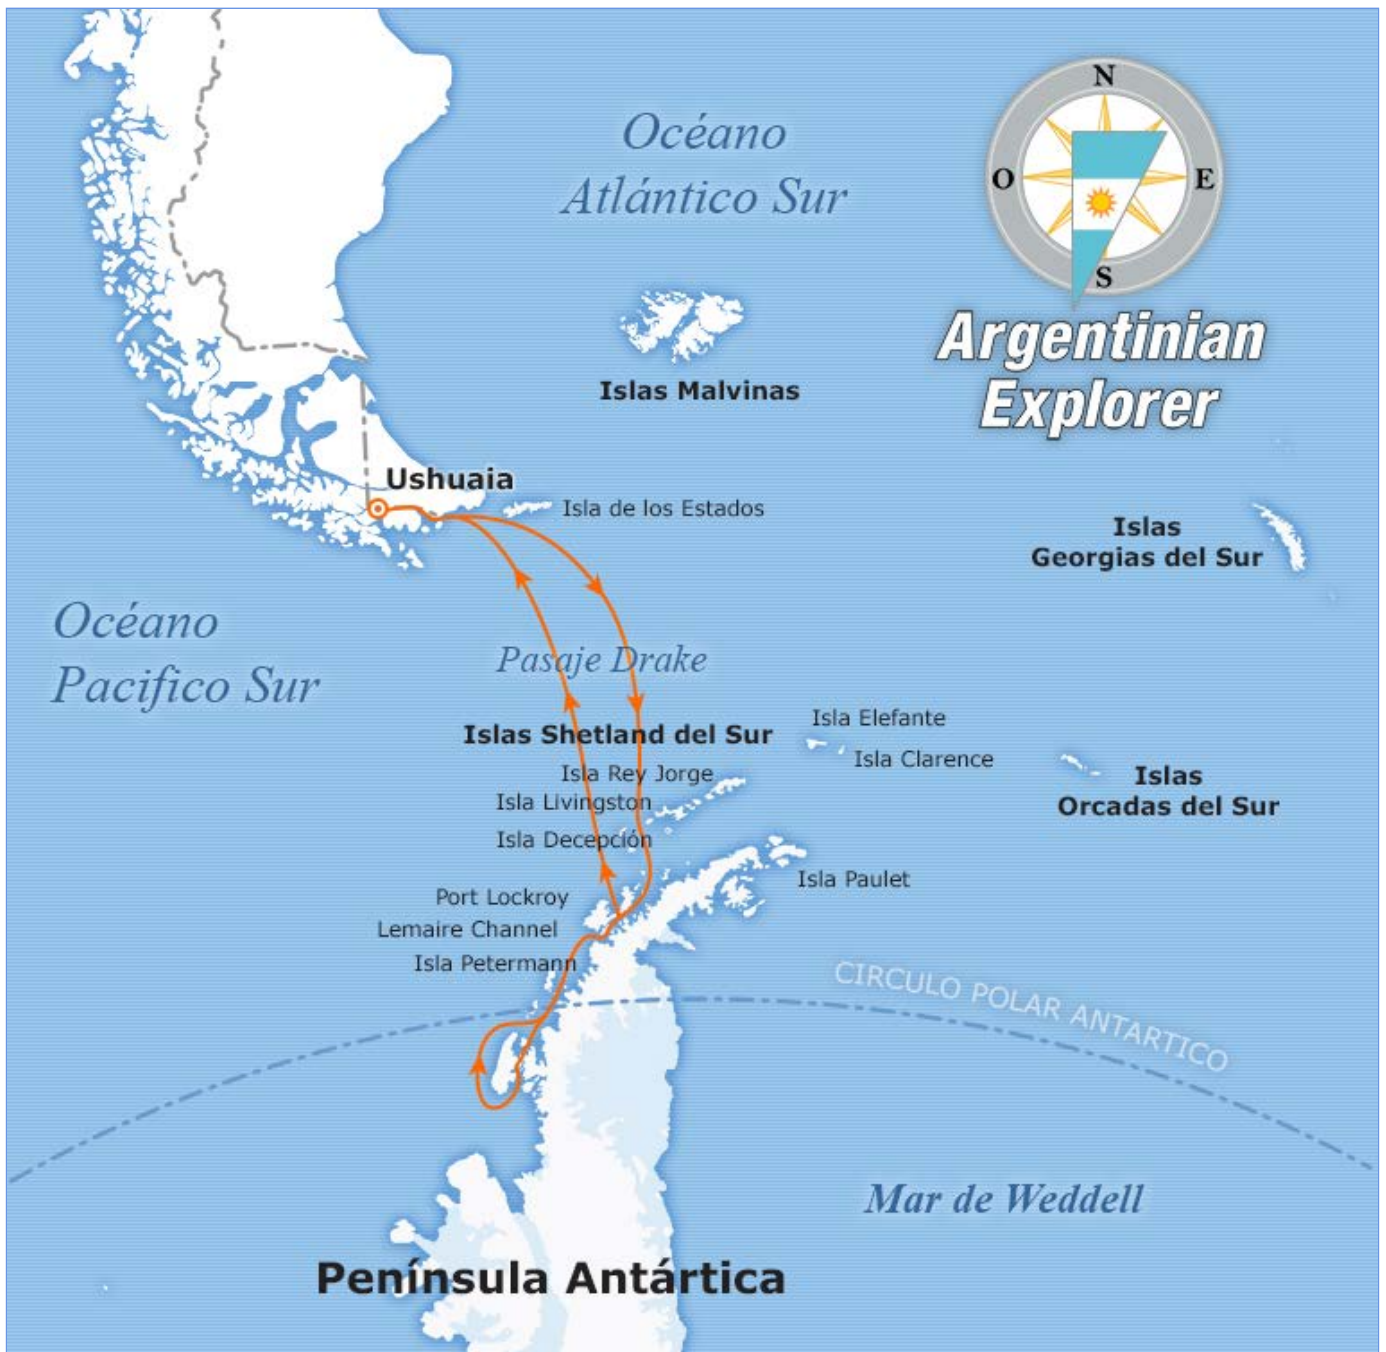 N
Océano
Atlántico Sur
O
E
S
Argentinian
Explorer
Islas Malvinas
Ushuaia
Isla de los Estados
Islas
Georgias del Sur
Océano
Pacifico Sur
Pasaje Drake
Isla Elefante
Islas Shetland del Sur
Isla Clarence
Isla Rey Jorge
Islas
Orcadas del Sur
Isla Livingston
Isla Decepción
Isla Paulet
Port Lockroy
Lemaire Channel
Isla Petermann
CIRCULO POLAR ANTARTICO
Mar de Weddell
Península Antártica